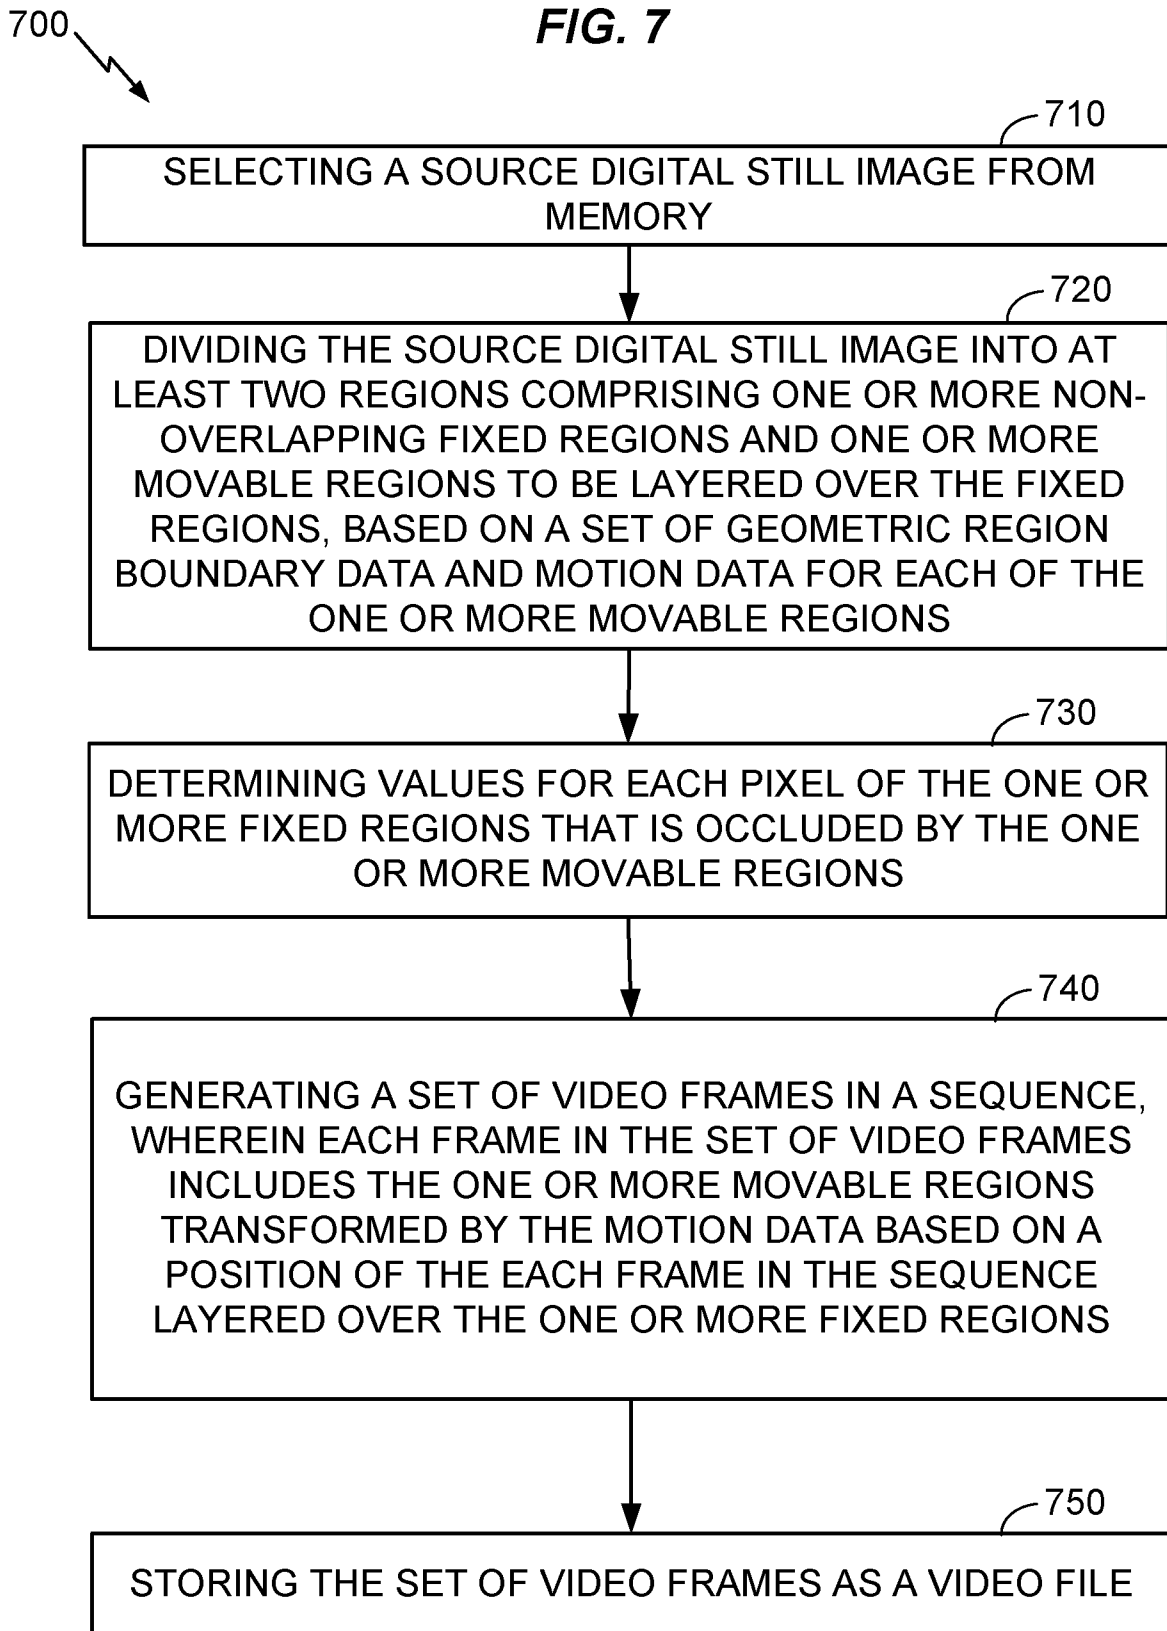 FIG. 7
700
710
SELECTING A SOURCE DIGITAL STILL IMAGE FROM
MEMORY
720
DIVIDING THE SOURCE DIGITAL STILL IMAGE INTO AT
LEAST TWO REGIONS COMPRISING ONE OR MORE NON-
OVERLAPPING FIXED REGIONS AND ONE OR MORE
MOVABLE REGIONS TO BE LAYERED OVER THE FIXED
REGIONS, BASED ON A SET OF GEOMETRIC REGION
BOUNDARY DATA AND MOTION DATA FOR EACH OF THE
ONE OR MORE MOVABLE REGIONS
730
DETERMINING VALUES FOR EACH PIXEL OF THE ONE OR
MORE FIXED REGIONS THAT IS OCCLUDED BY THE ONE
OR MORE MOVABLE REGIONS
740
GENERATING A SET OF VIDEO FRAMES IN A SEQUENCE,
WHEREIN EACH FRAME IN THE SET OF VIDEO FRAMES
INCLUDES THE ONE OR MORE MOVABLE REGIONS
TRANSFORMED BY THE MOTION DATA BASED ON A
POSITION OF THE EACH FRAME IN THE SEQUENCE
LAYERED OVER THE ONE OR MORE FIXED REGIONS
750
STORING THE SET OF VIDEO FRAMES AS A VIDEO FILE